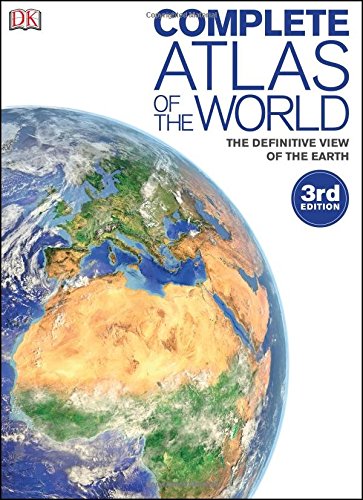 DK
COMPLETE
ATLAS
OF THE WORLD
THE DEFINITIVE VIEW
OF THE EARTH
3rd
EDITION